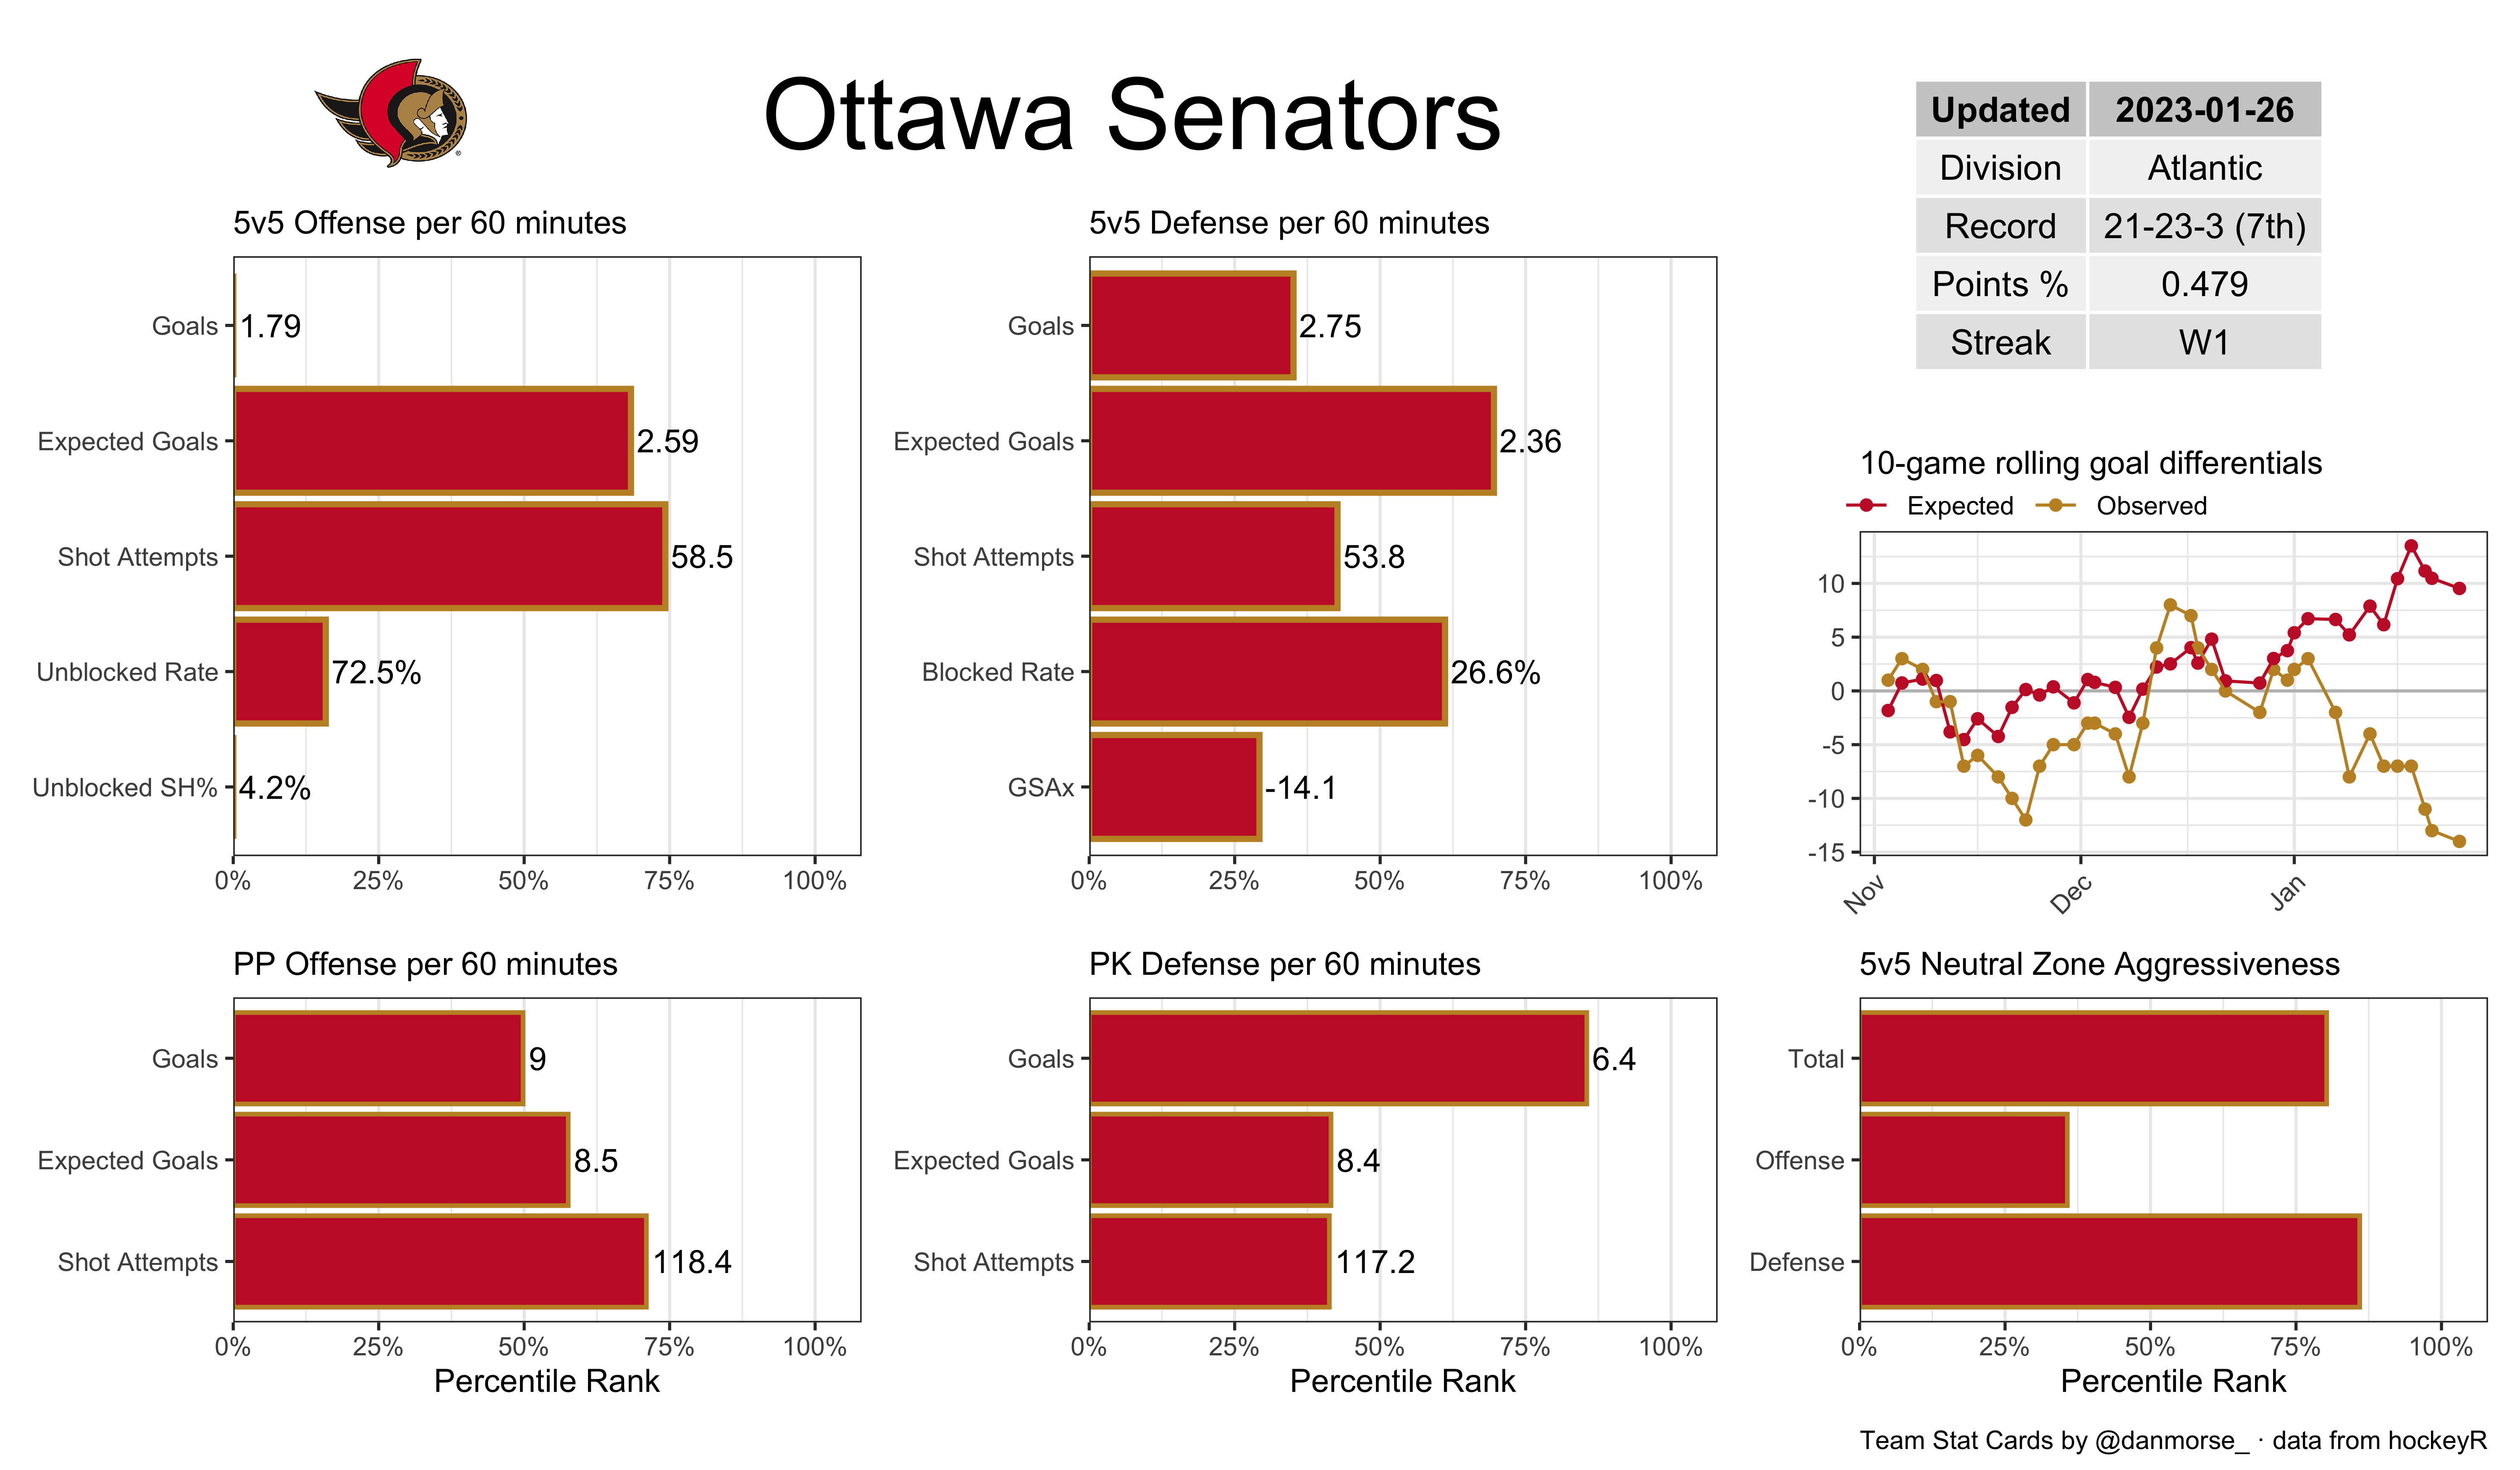 Ottawa Senators
Updated 2023-01-26
Division Atlantic
Record 21-23-3 (7th)
Points % 0.479
Streak W1
5v5 Offense per 60 minutes
Goals 1.79
Expected Goals 2.59
Shot Attempts 58.5
Unblocked Rate 72.5%
Unblocked SH% 4.2%
0% 25% 50% 75% 100%
5v5 Defense per 60 minutes
Goals 2.75
Expected Goals 2.36
Shot Attempts 53.8
Blocked Rate 26.6%
GSAx -14.1
0% 25% 50% 75% 100%
10-game rolling goal differentials
Expected Observed
10
5
0
-5
-10
-15
Nov Dec Jan
PP Offense per 60 minutes
Goals 9
Expected Goals 8.5
Shot Attempts 118.4
0% 25% 50% 75% 100%
Percentile Rank
PK Defense per 60 minutes
Goals 6.4
Expected Goals 8.4
Shot Attempts 117.2
0% 25% 50% 75% 100%
Percentile Rank
5v5 Neutral Zone Aggressiveness
Total
Offense
Defense
0% 25% 50% 75% 100%
Percentile Rank
Team Stat Cards by @danmorse_ · data from hockeyR